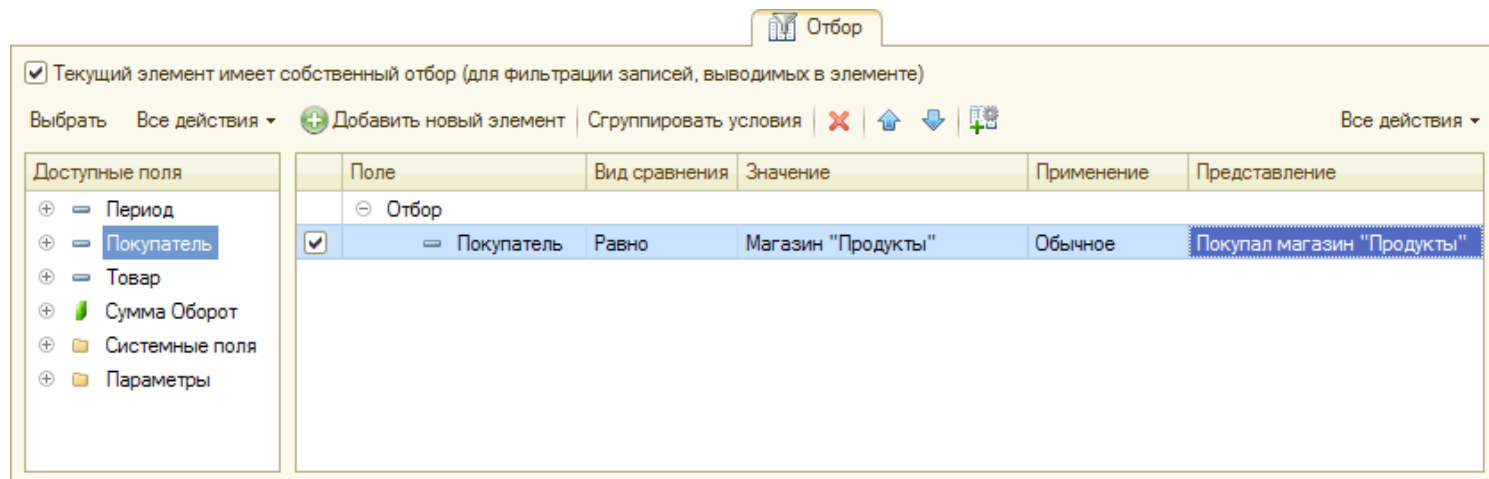 Отбор
Текущий элемент имеет собственный отбор (для фильтрации записей, выводимых в элементе)
Выбрать Все действия Добавить новый элемент Сгруппировать условия Все действия
Доступные поля Поле Вид сравнения Значение Применение Представление
Период Отбор
Покупатель Покупатель Равно Магазин "Продукты" Обычное Покупал магазин "Продукты"
Товар
Сумма Оборот
Системные поля
Параметры